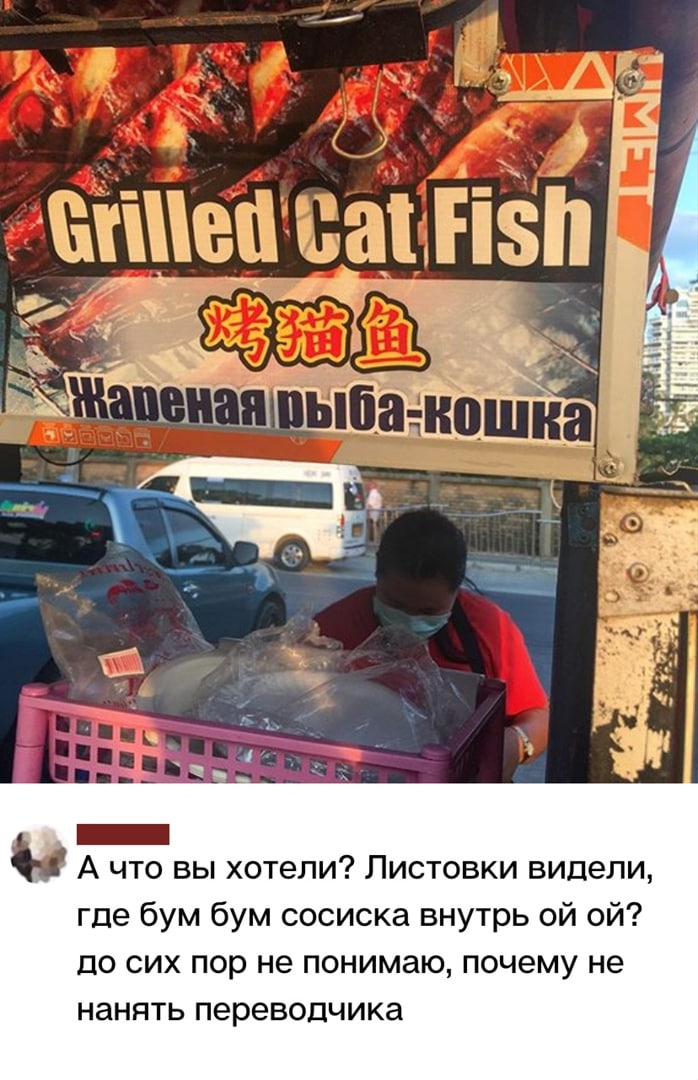 UMET
Grilled Cat Fish
烤猫鱼
Жареная рыба-кошка
А что вы хотели? Листовки видели,
где бум бум сосиска внутрь ой ой?
до сих пор не понимаю, почему не
нанять переводчика